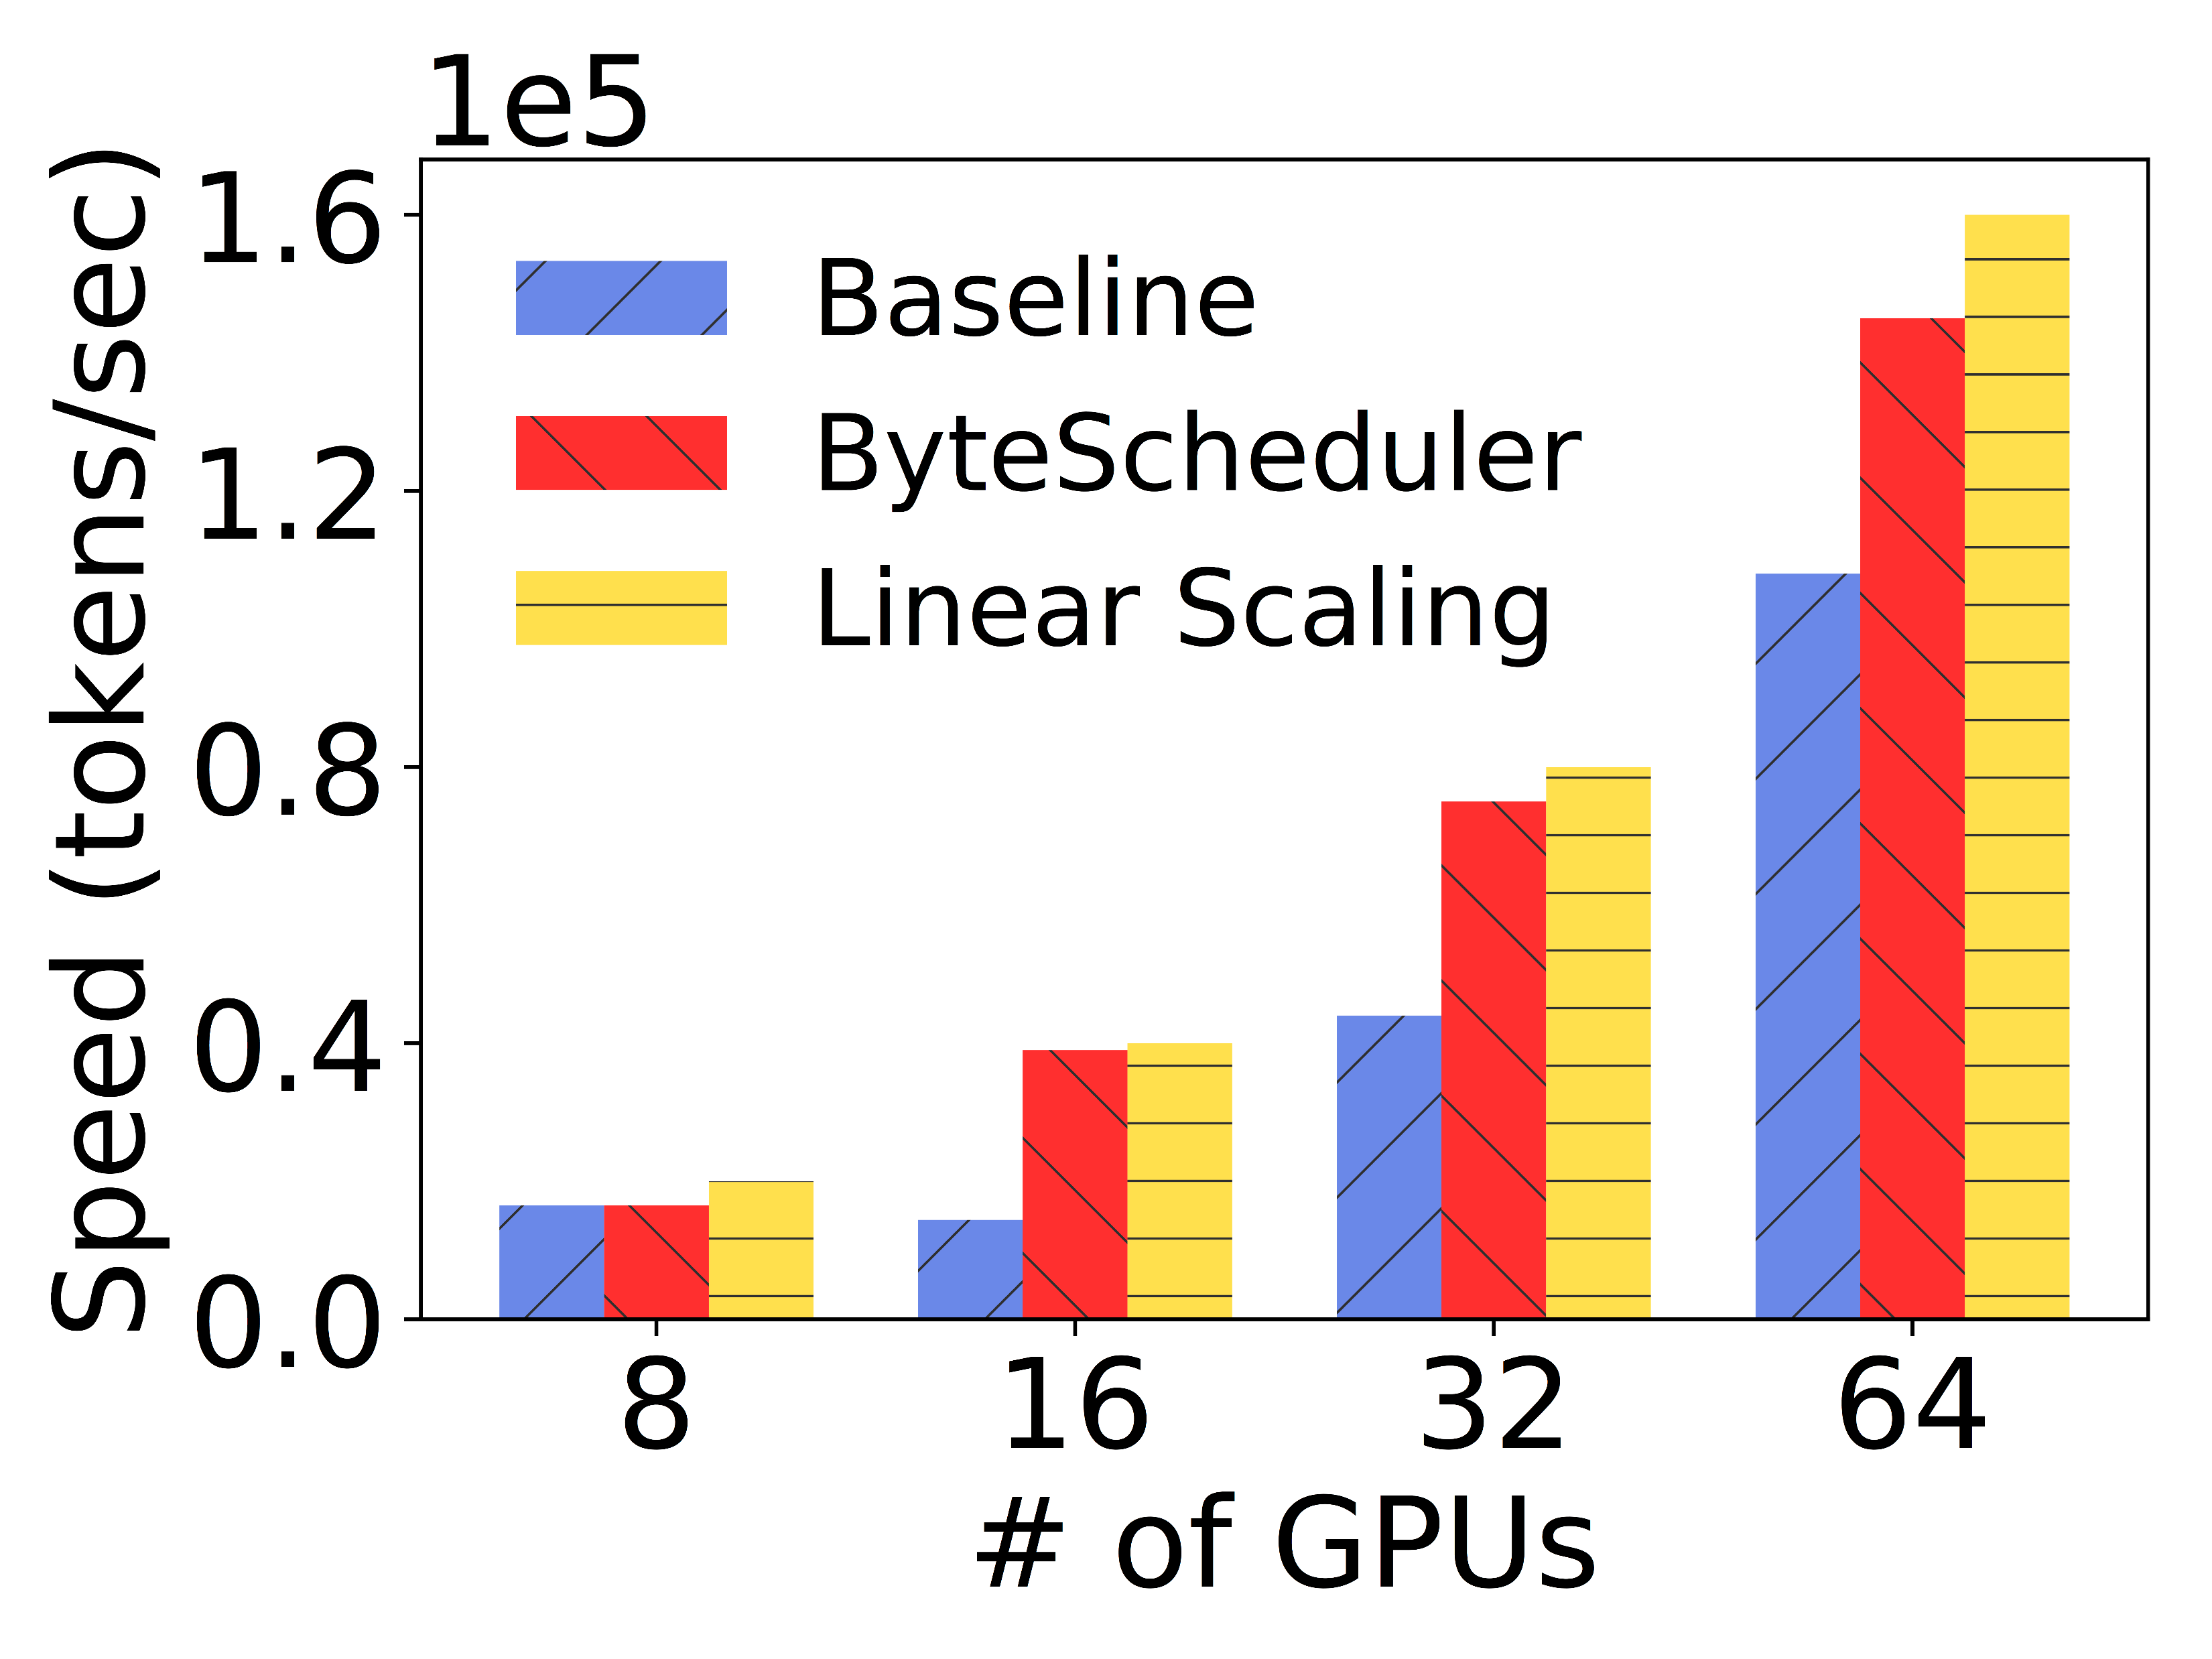 1e5
Speed (tokens/sec)
1.6
1.2
0.8
0.4
0.0
Baseline
ByteScheduler
Linear Scaling
8 16 32 64
# of GPUs